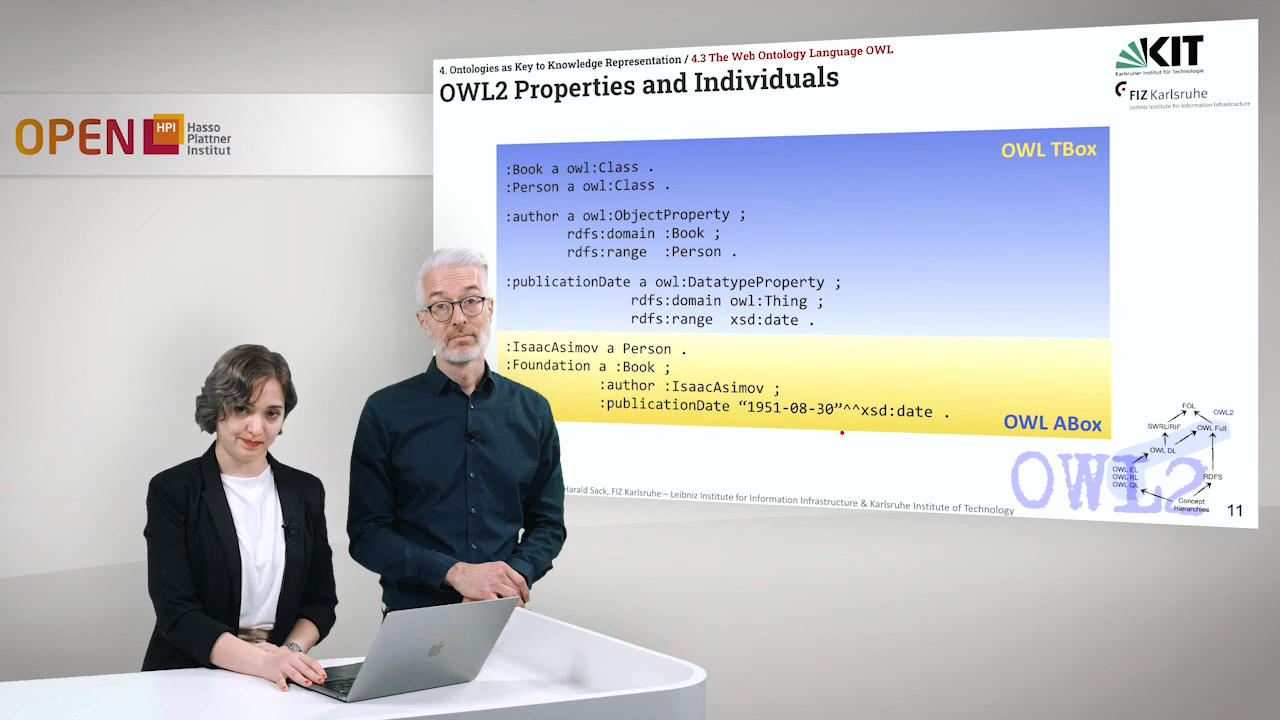 OPEN HPI Hasso
Plattner
Institut
4. Ontologies as Key to Knowledge Representation / 4.3 The Web Ontology Language OWL
OWL2 Properties and Individuals
KIT
Karlsruher Institut für Technologie
FIZ Karlsruhe
Leibniz Institute for Information Infrastructure
OWL TBox
:Book a owl:Class .
:Person a owl:Class .
:author a owl:ObjectProperty ;
rdfs:domain :Book ;
rdfs:range :Person .
:publicationDate a owl:DatatypeProperty ;
rdfs:domain owl:Thing ;
rdfs:range xsd:date .
:IsaacAsimov a Person .
:Foundation a :Book ;
:author :IsaacAsimov ;
:publicationDate “1951-08-30”^^xsd:date .
OWL ABox
FOL
OWL2
SWRL/RIF
OWL Full
OWL DL
OWL EL
OWL RL
OWL QL
RDFS
Concept
Hierarchies
OWL2
Harald Sack, FIZ Karlsruhe – Leibniz Institute for Information Infrastructure & Karlsruhe Institute of Technology
11